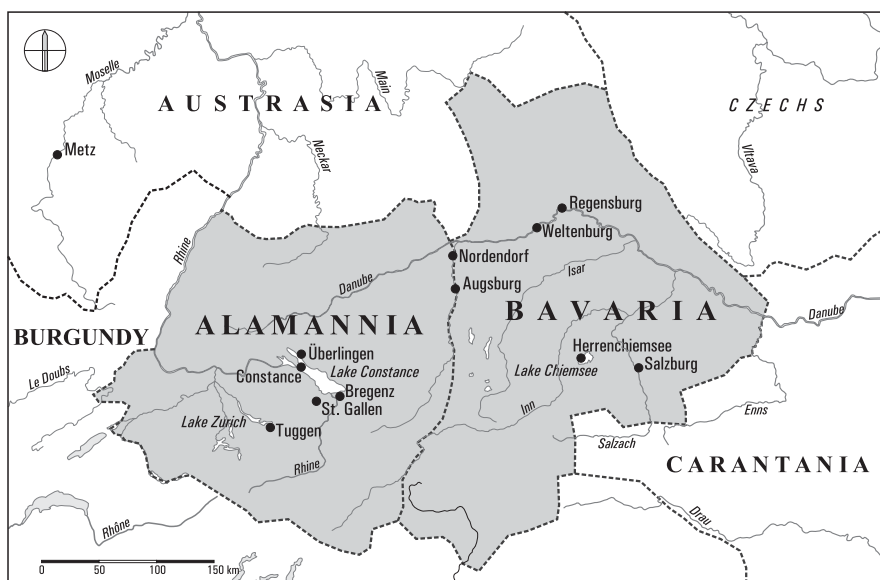 Moselle
Main
AUSTRASIA
CZECHS
Metz
Neckar
Vltava
Regensburg
Weltenburg
Rhine
Nordendorf
Isar
Danube
Augsburg
BAVARIA
Danube
ALAMANNIA
BURGUNDY
Überlingen
Herrenchiemsee
Le Doubs
Constance
Lake Constance
Lake Chiemsee
Salzburg
Bregenz
St. Gallen
Inn
Enns
Lake Zurich
Tuggen
Salzach
Rhine
CARANTANIA
Rhône
Drau
0 50 100 150 km